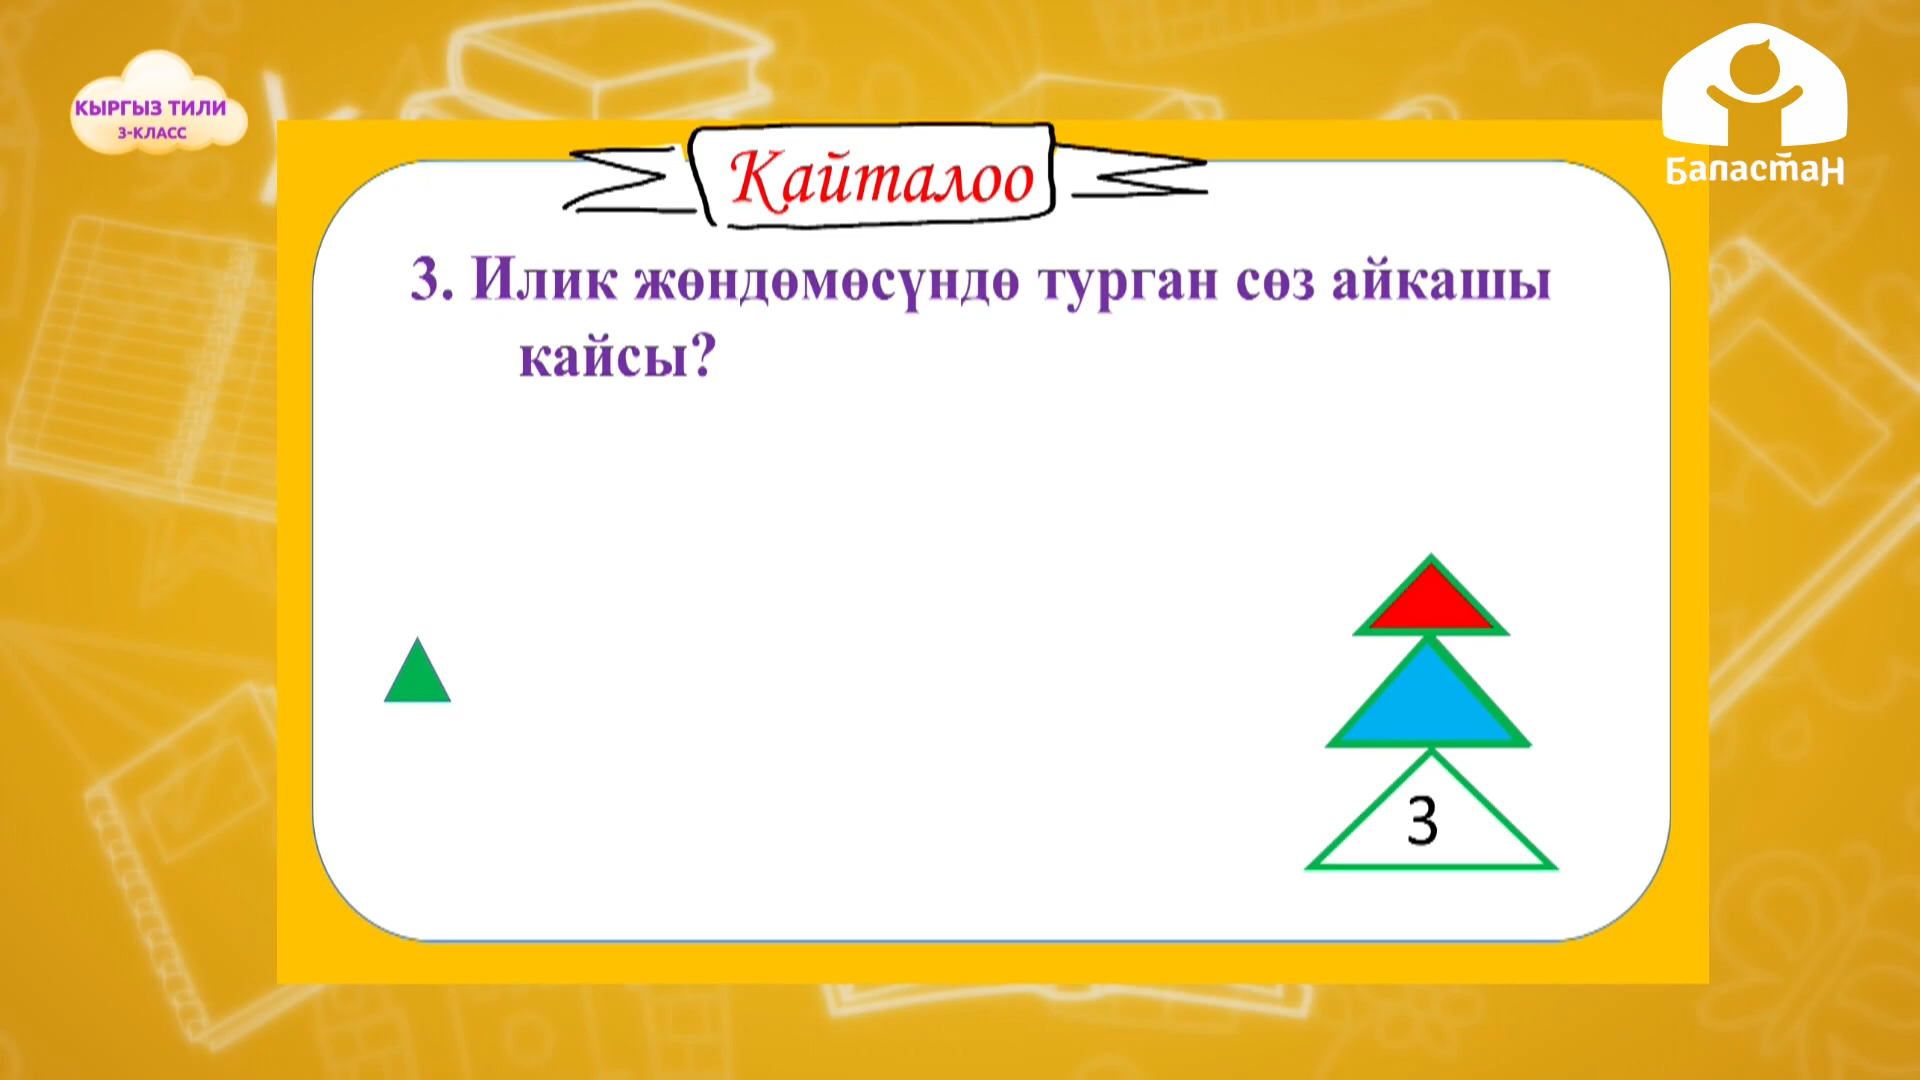 КЫРГЫЗ ТИЛИ
3-КЛАСС
Баластан
Кайталоо
3. Илик жөндөмөсүндө турган сөз айкашы
кайсы?
3